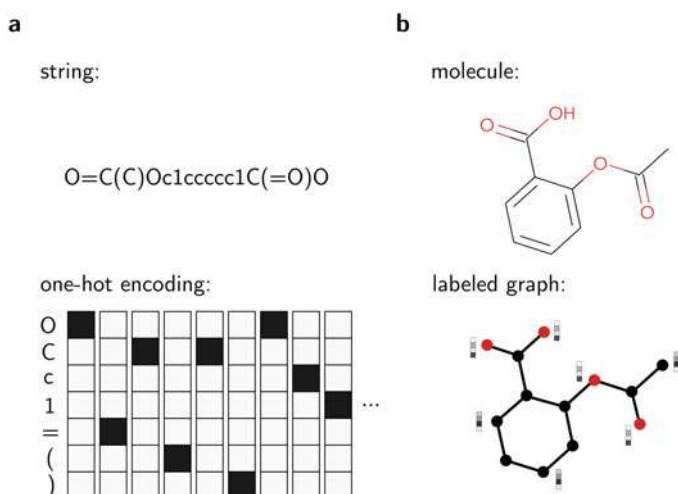 a
string:
O=C(C)Oc1ccccc1C(=O)O
one-hot encoding:
O
C
c
1
=
(
)
...
b
molecule:
OH
O
O
O
labeled graph: